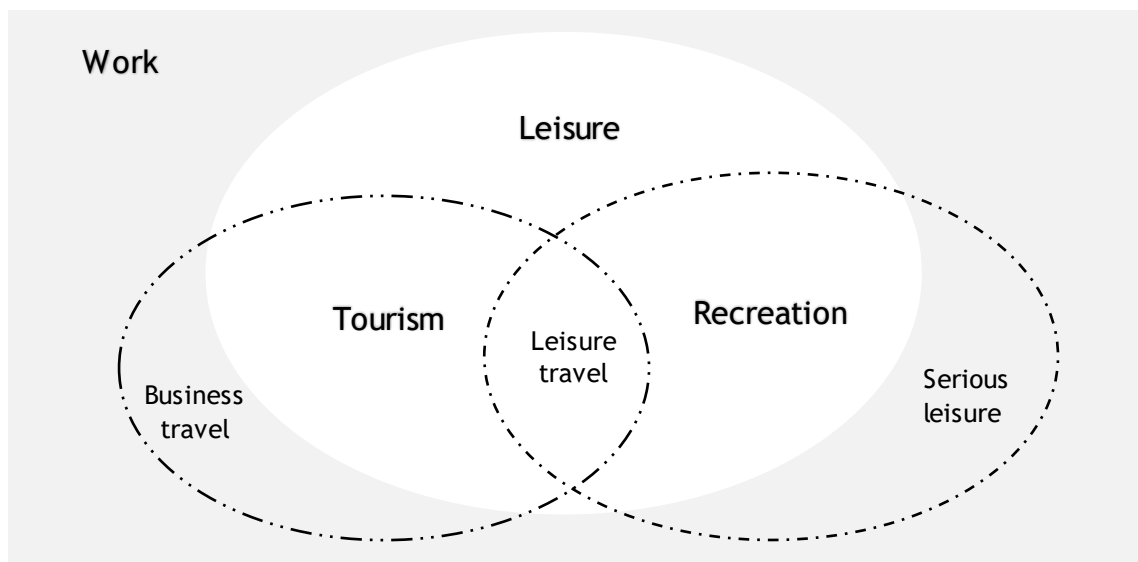 Work
Leisure
Tourism
Recreation
Leisure
travel
Business
travel
Serious
leisure